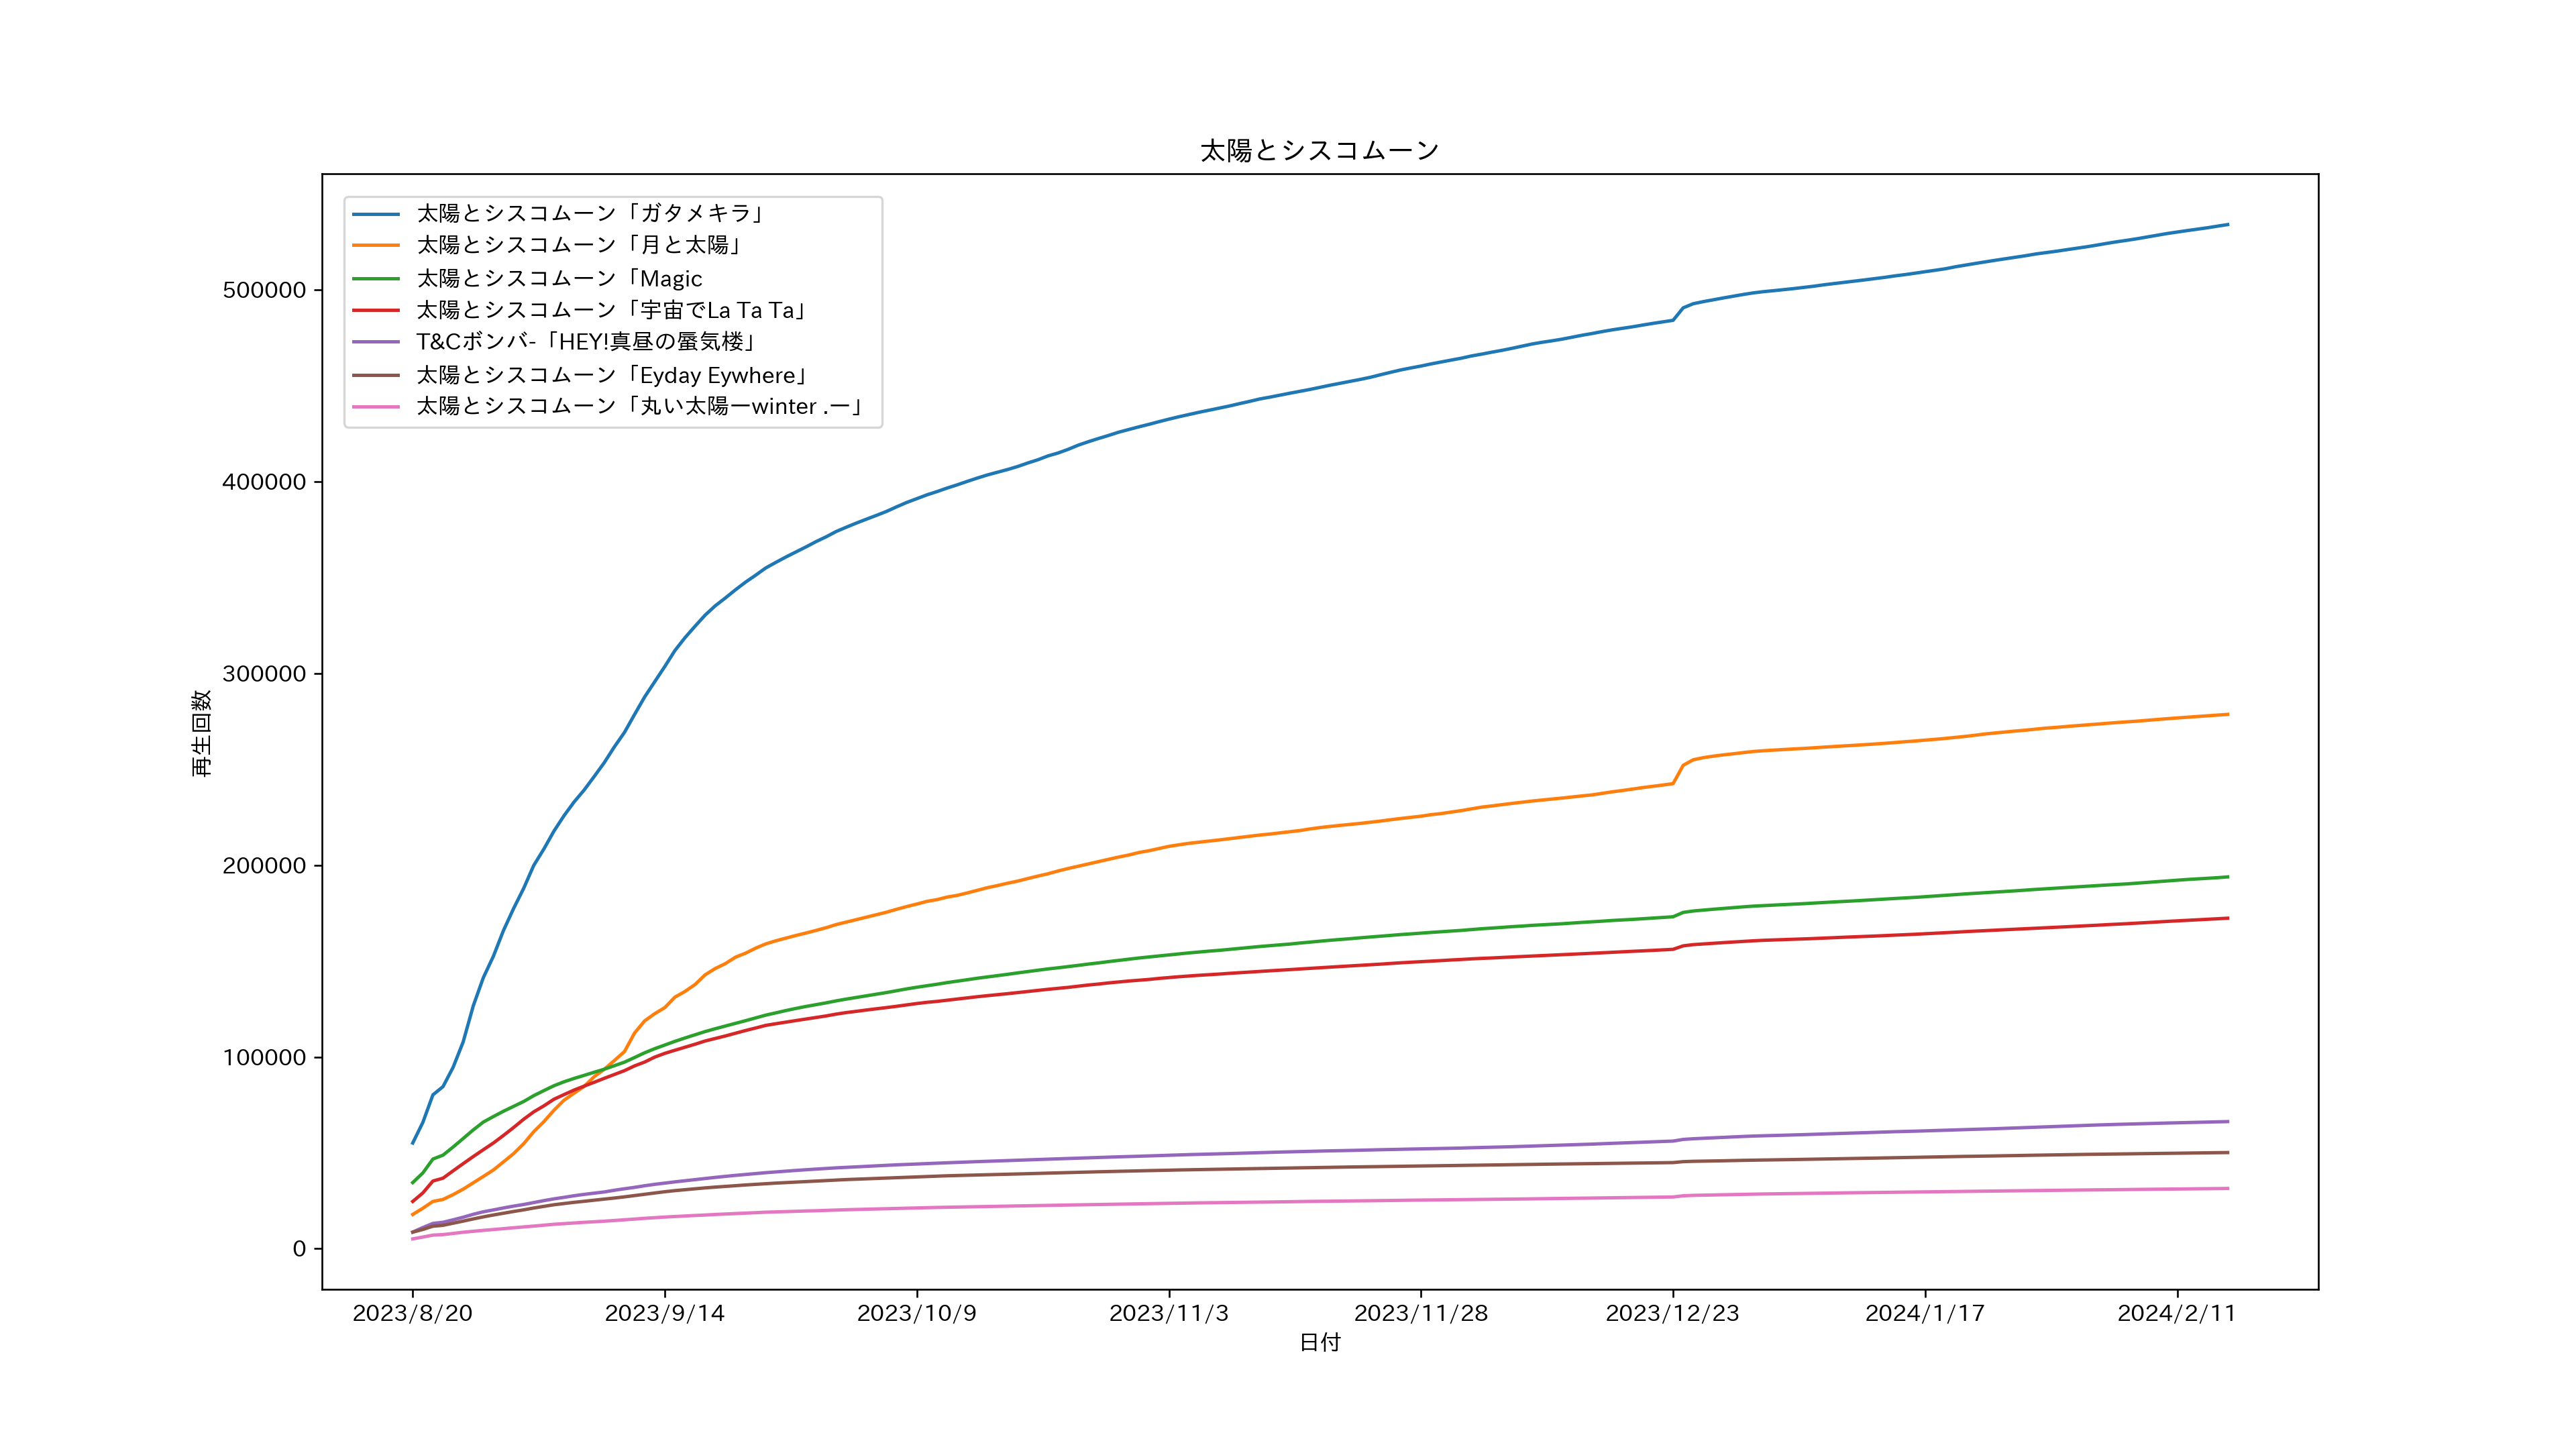 太陽とシスコムーン
太陽とシスコムーン「ガタメキラ」
太陽とシスコムーン「月と太陽」
太陽とシスコムーン「Magic
太陽とシスコムーン「宇宙でLa Ta Ta」
T&Cボンバ-「HEY!真昼の蜃気楼」
太陽とシスコムーン「Eyday Eywhere」
太陽とシスコムーン「丸い太陽ーwinter .ー」
再生回数
500000
400000
300000
200000
100000
0
2023/8/20 2023/9/14 2023/10/9 2023/11/3 2023/11/28 2023/12/23 2024/1/17 2024/2/11
日付